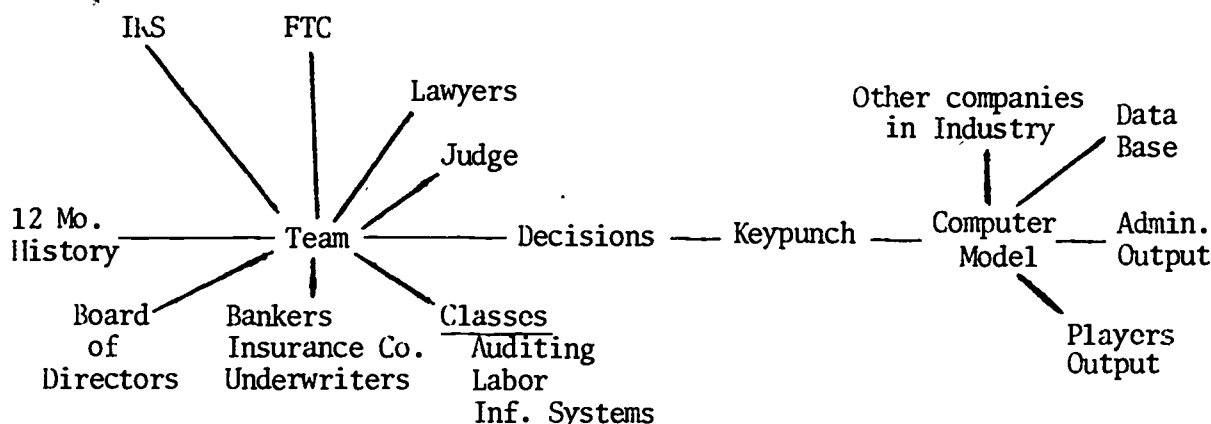 IRS
FTC
Lawyers
Judge
Other companies
in Industry
Data
Base
12 Mo.
History
Team
Decisions
Keypunch
Computer
Model
Admin.
Output
Board
of
Directors
Bankers
Insurance Co.
Underwriters
Classes
Auditing
Labor
Inf. Systems
Players
Output